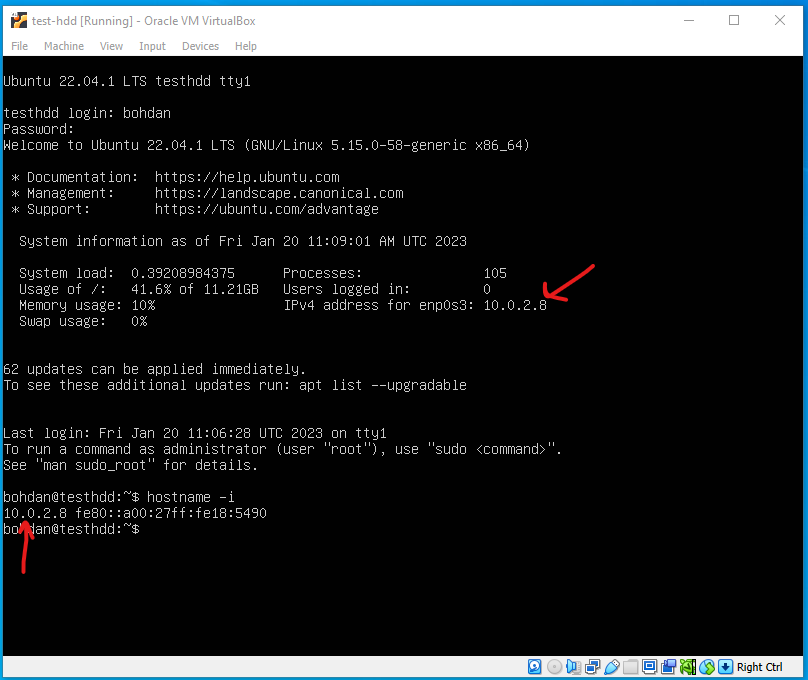 test-hdd [Running] - Oracle VM VirtualBox
File Machine View Input Devices Help
Ubuntu 22.04.1 LTS testhdd tty1
testhdd login: bohdan
Password:
Welcome to Ubuntu 22.04.1 LTS (GNU/Linux 5.15.0-58-generic x86_64)
* Documentation: https://help.ubuntu.com
* Management: https://landscape.canonical.com
* Support: https://ubuntu.com/advantage
System information as of Fri Jan 20 11:09:01 AM UTC 2023
System load: 0.39208984375 Processes: 105
Usage of /: 41.6% of 11.21GB Users logged in: 0
Memory usage: 10% IPv4 address for enp0s3: 10.0.2.8
Swap usage: 0%
62 updates can be applied immediately.
To see these additional updates run: apt list --upgradable
Last login: Fri Jan 20 11:06:28 UTC 2023 on tty1
To run a command as administrator (user "root"), use "sudo <command>".
See "man sudo_root" for details.
bohdan@testhdd:~$ hostname -i
10.0.2.8 fe80::a00:27ff:fe18:5490
bohdan@testhdd:~$
Right Ctrl